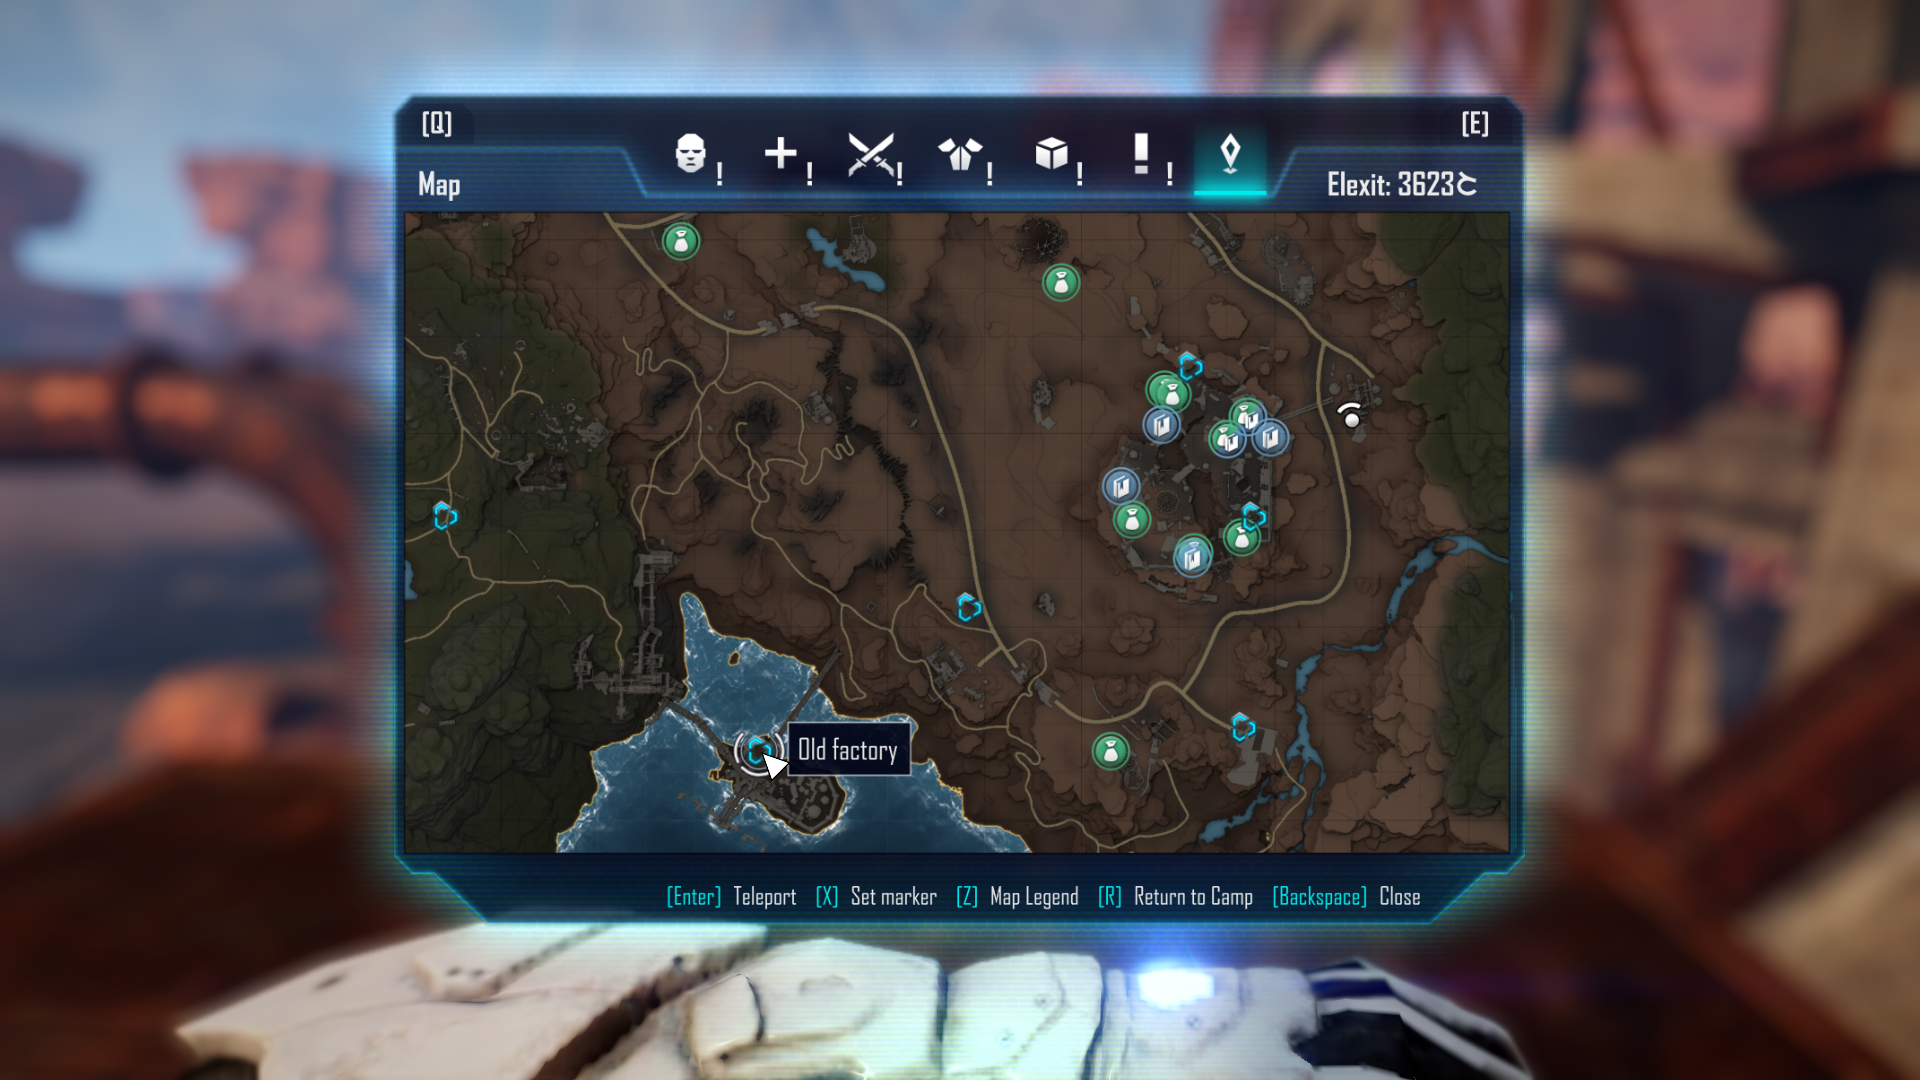 [Q]
[E]
! ! ! ! ! !
Map
Elexit: 3623
Old factory
[Enter] Teleport [X] Set marker [Z] Map Legend [R] Return to Camp [Backspace] Close